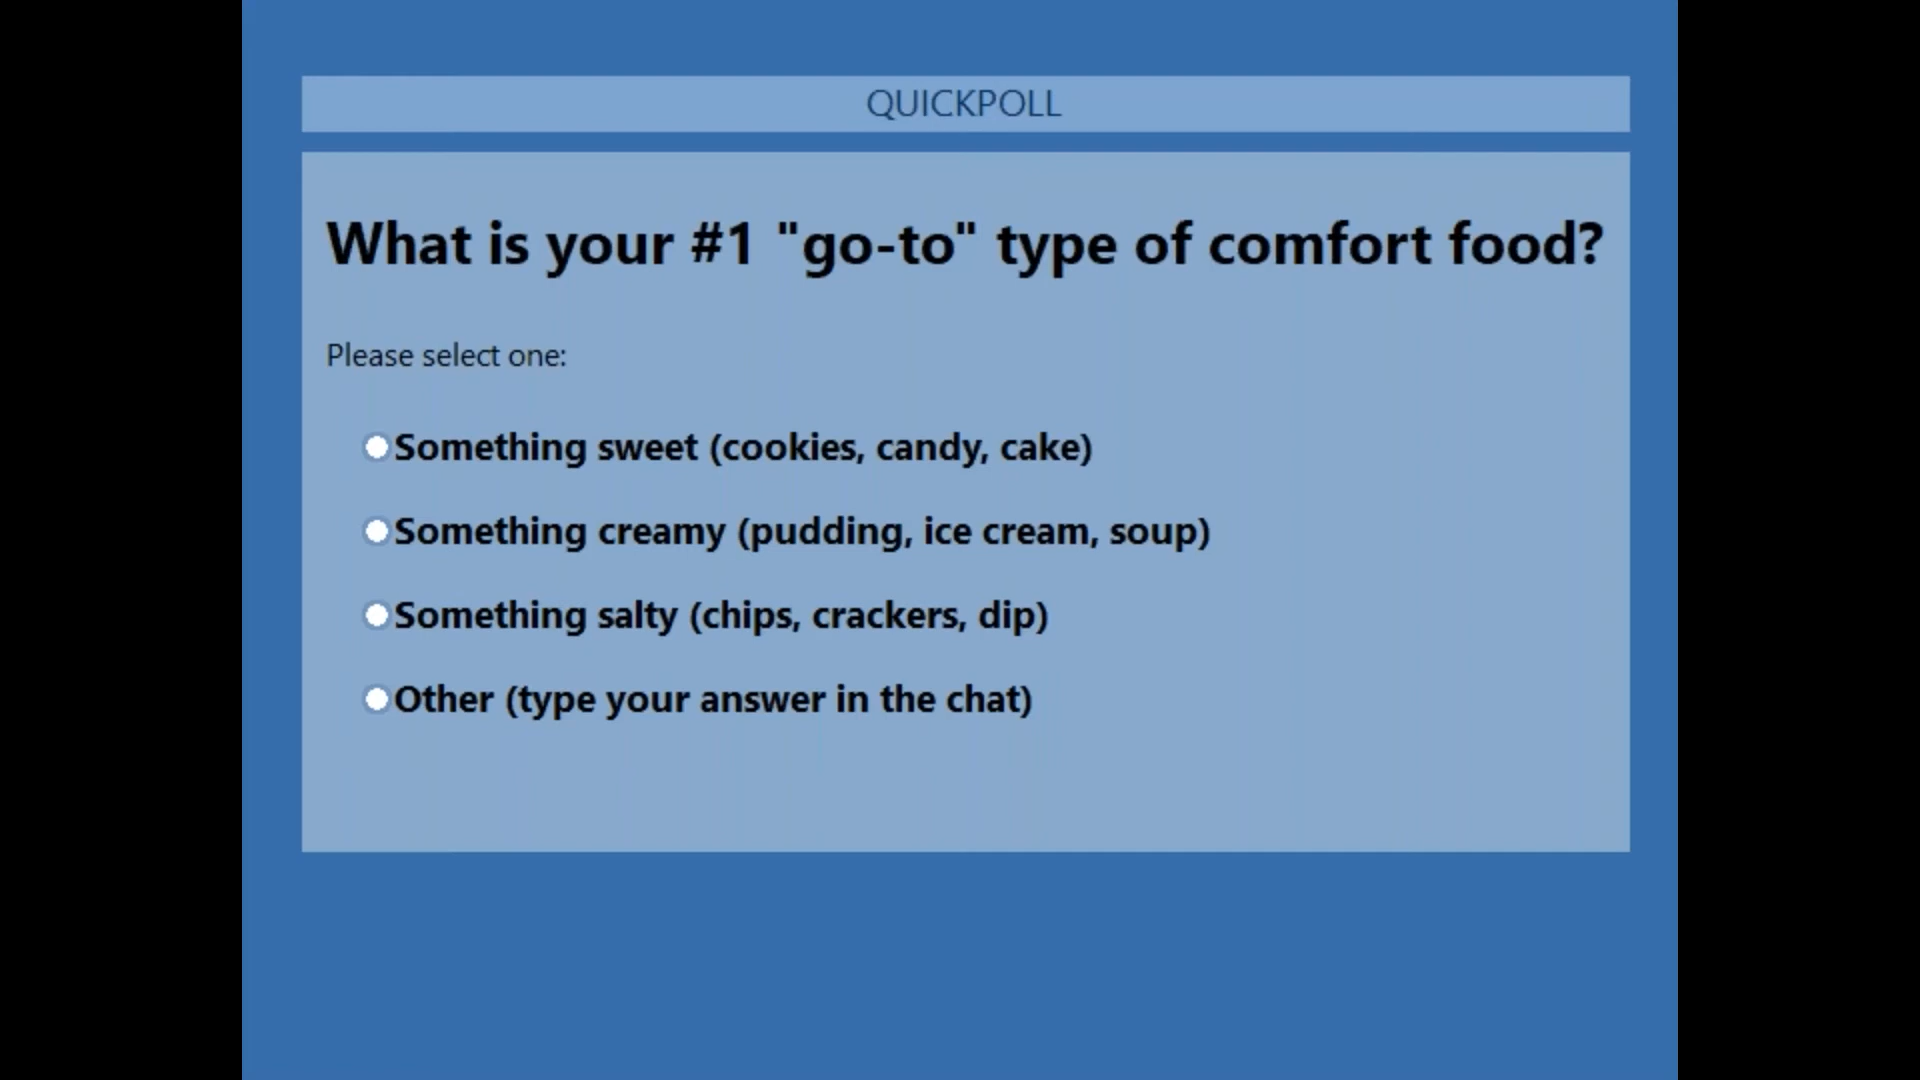 QUICKPOLL
What is your #1 "go-to" type of comfort food?
Please select one:
Something sweet (cookies, candy, cake)
Something creamy (pudding, ice cream, soup)
Something salty (chips, crackers, dip)
Other (type your answer in the chat)